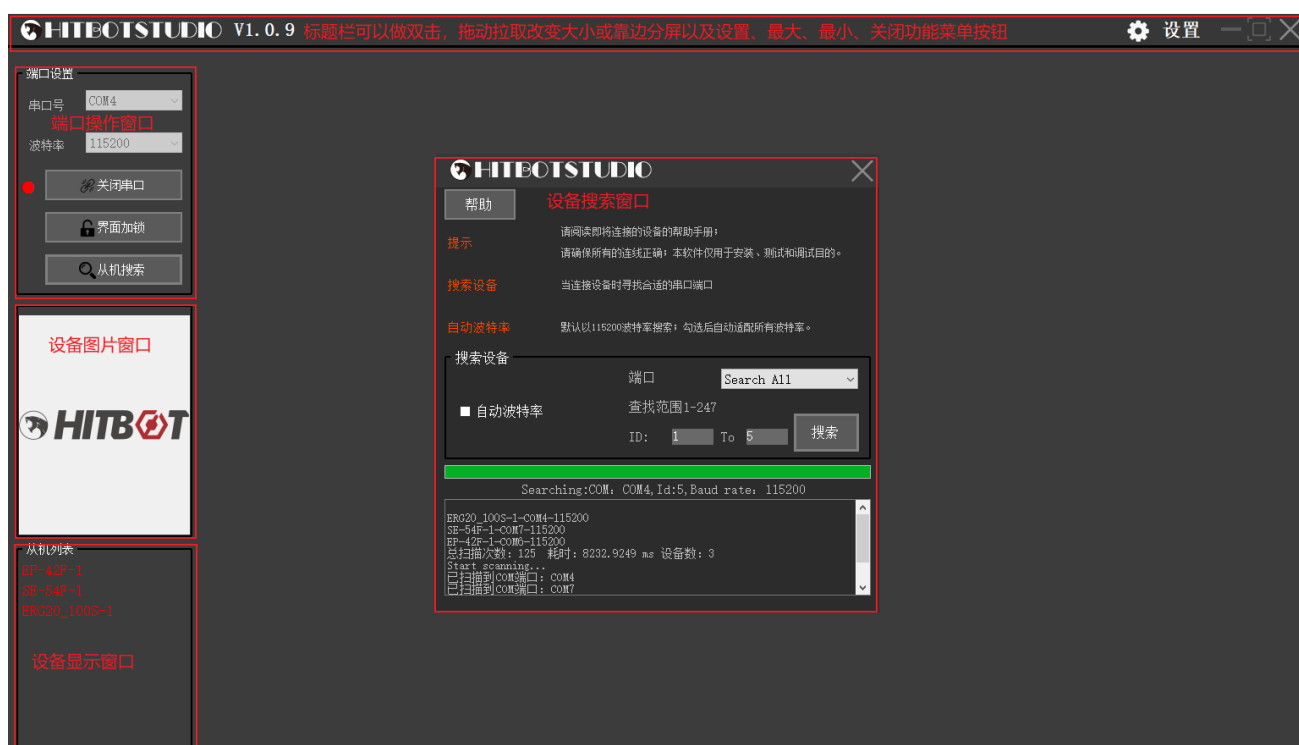 HITBOTSTUDIO V1.0.9 标题栏可以做双击，拖动拉取改变大小或靠边分屏以及设置、最大、最小、关闭功能菜单按钮 设置
端口设置
串口号 COM4
端口操作窗口
波特率 115200
关闭串口
界面加锁
从机搜索
设备图片窗口
HITBOT
从机列表
EP-42F-1
SE-54F-1
ERG20_100S-1
设备显示窗口
HITBOTSTUDIO
帮助 设备搜索窗口
提示 请阅读即将连接的设备的帮助手册；
请确保所有的连线正确；本软件仅用于安装、测试和调试目的。
搜索设备 当连接设备时寻找合适的串口端口
自动波特率 默认以115200波特率搜索；勾选后自动适配所有波特率。
搜索设备
端口 Search All
自动波特率 查找范围1-247
ID: 1 To 5 搜索
Searching:COM: COM4,Id:5,Baud rate: 115200
ERG20_100S-1-COM4-115200
SE-54F-1-COM7-115200
EP-42F-1-COM6-115200
总扫描次数: 125 耗时: 8232.9249 ms 设备数: 3
Start scanning...
已扫描到COM端口: COM4
已扫描到COM端口: COM7